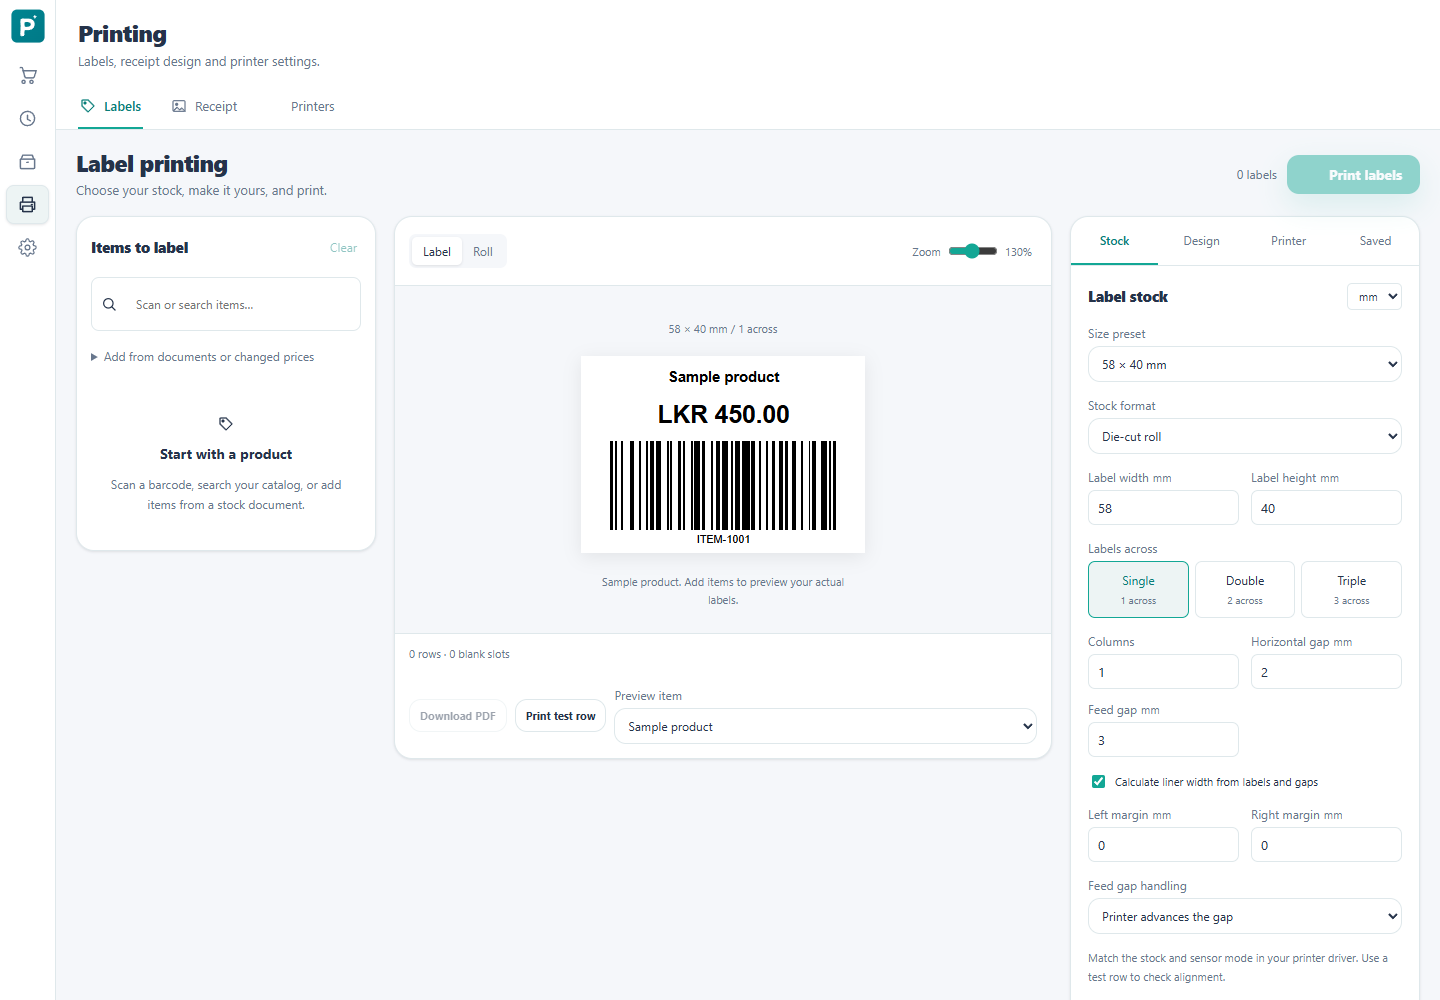 P
Printing
Labels, receipt design and printer settings.
Labels
Receipt
Printers
Label printing
Choose your stock, make it yours, and print.
0 labels
Print labels
Items to label
Clear
Scan or search items...
Add from documents or changed prices
Start with a product
Scan a barcode, search your catalog, or add
items from a stock document.
Label
Roll
Zoom
130%
58 × 40 mm / 1 across
Sample product
LKR 450.00
ITEM-1001
Sample product. Add items to preview your actual
labels.
0 rows · 0 blank slots
Download PDF
Print test row
Preview item
Sample product
Stock
Design
Printer
Saved
Label stock
mm
Size preset
58 × 40 mm
Stock format
Die-cut roll
Label width mm
Label height mm
58
40
Labels across
Single
Double
Triple
1 across
2 across
3 across
Columns
Horizontal gap mm
1
2
Feed gap mm
3
Calculate liner width from labels and gaps
Left margin mm
Right margin mm
0
0
Feed gap handling
Printer advances the gap
Match the stock and sensor mode in your printer driver. Use a
test row to check alignment.